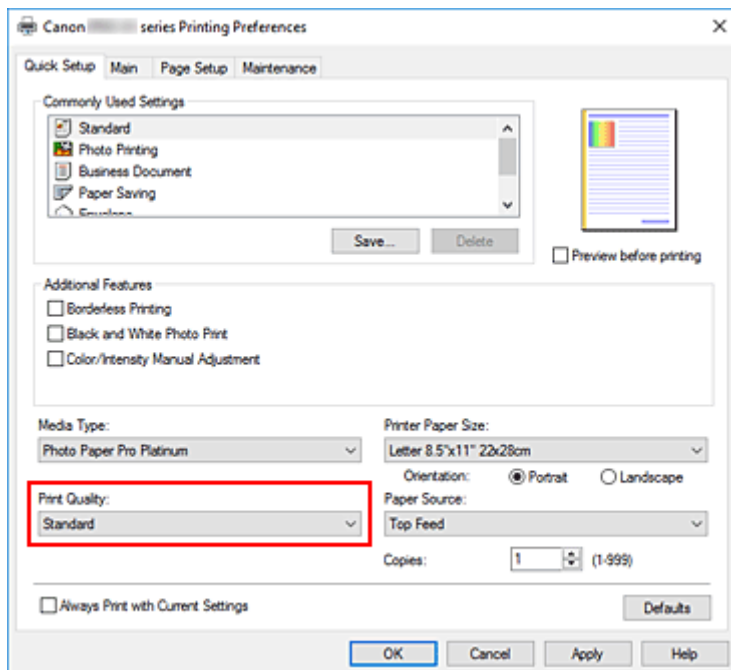 Canon series Printing Preferences
Quick Setup Main Page Setup Maintenance
Commonly Used Settings
Standard
Photo Printing
Business Document
Paper Saving
Save... Delete
Preview before printing
Additional Features
Borderless Printing
Black and White Photo Print
Color/Intensity Manual Adjustment
Media Type: Printer Paper Size:
Photo Paper Pro Platinum Letter 8.5"x11" 22x28cm
Orientation: Portrait Landscape
Print Quality: Paper Source:
Standard Top Feed
Copies: 1 (1-999)
Always Print with Current Settings Defaults
OK Cancel Apply Help